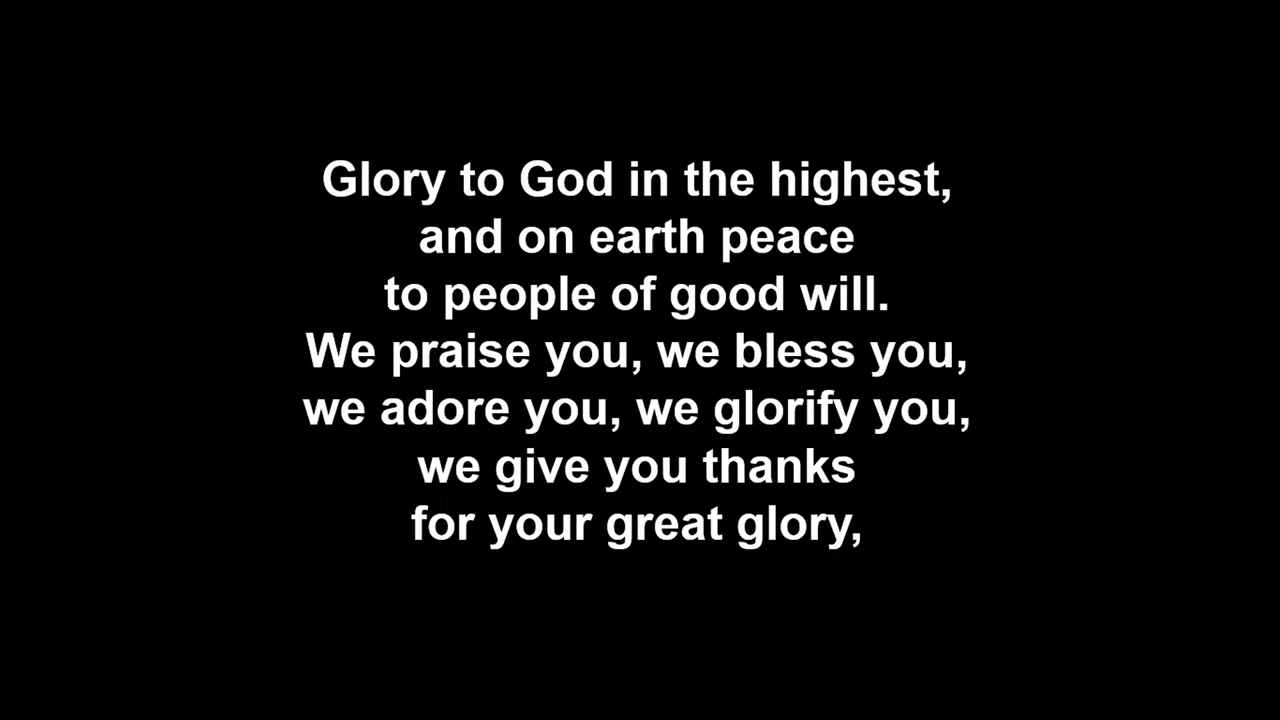 Glory to God in the highest,
and on earth peace
to people of good will.
We praise you, we bless you,
we adore you, we glorify you,
we give you thanks
for your great glory,